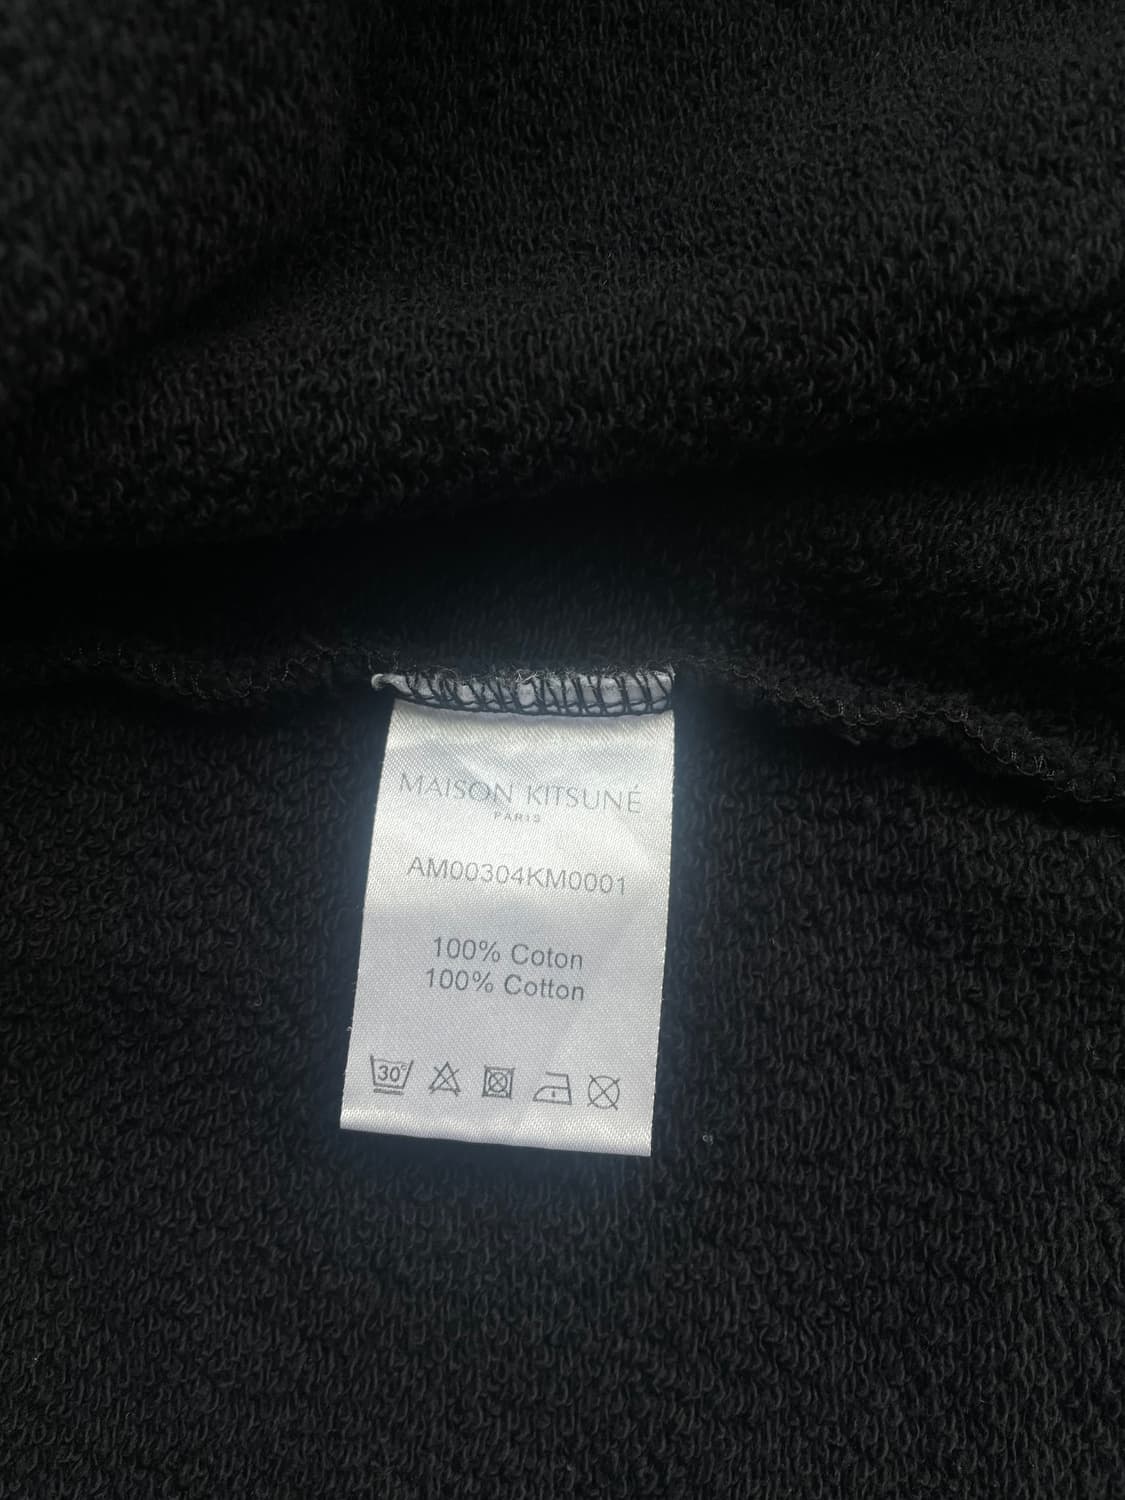 MAISON KITSUNÉ
PARIS
AM00304KM0001
100% Coton
100% Cotton
30°